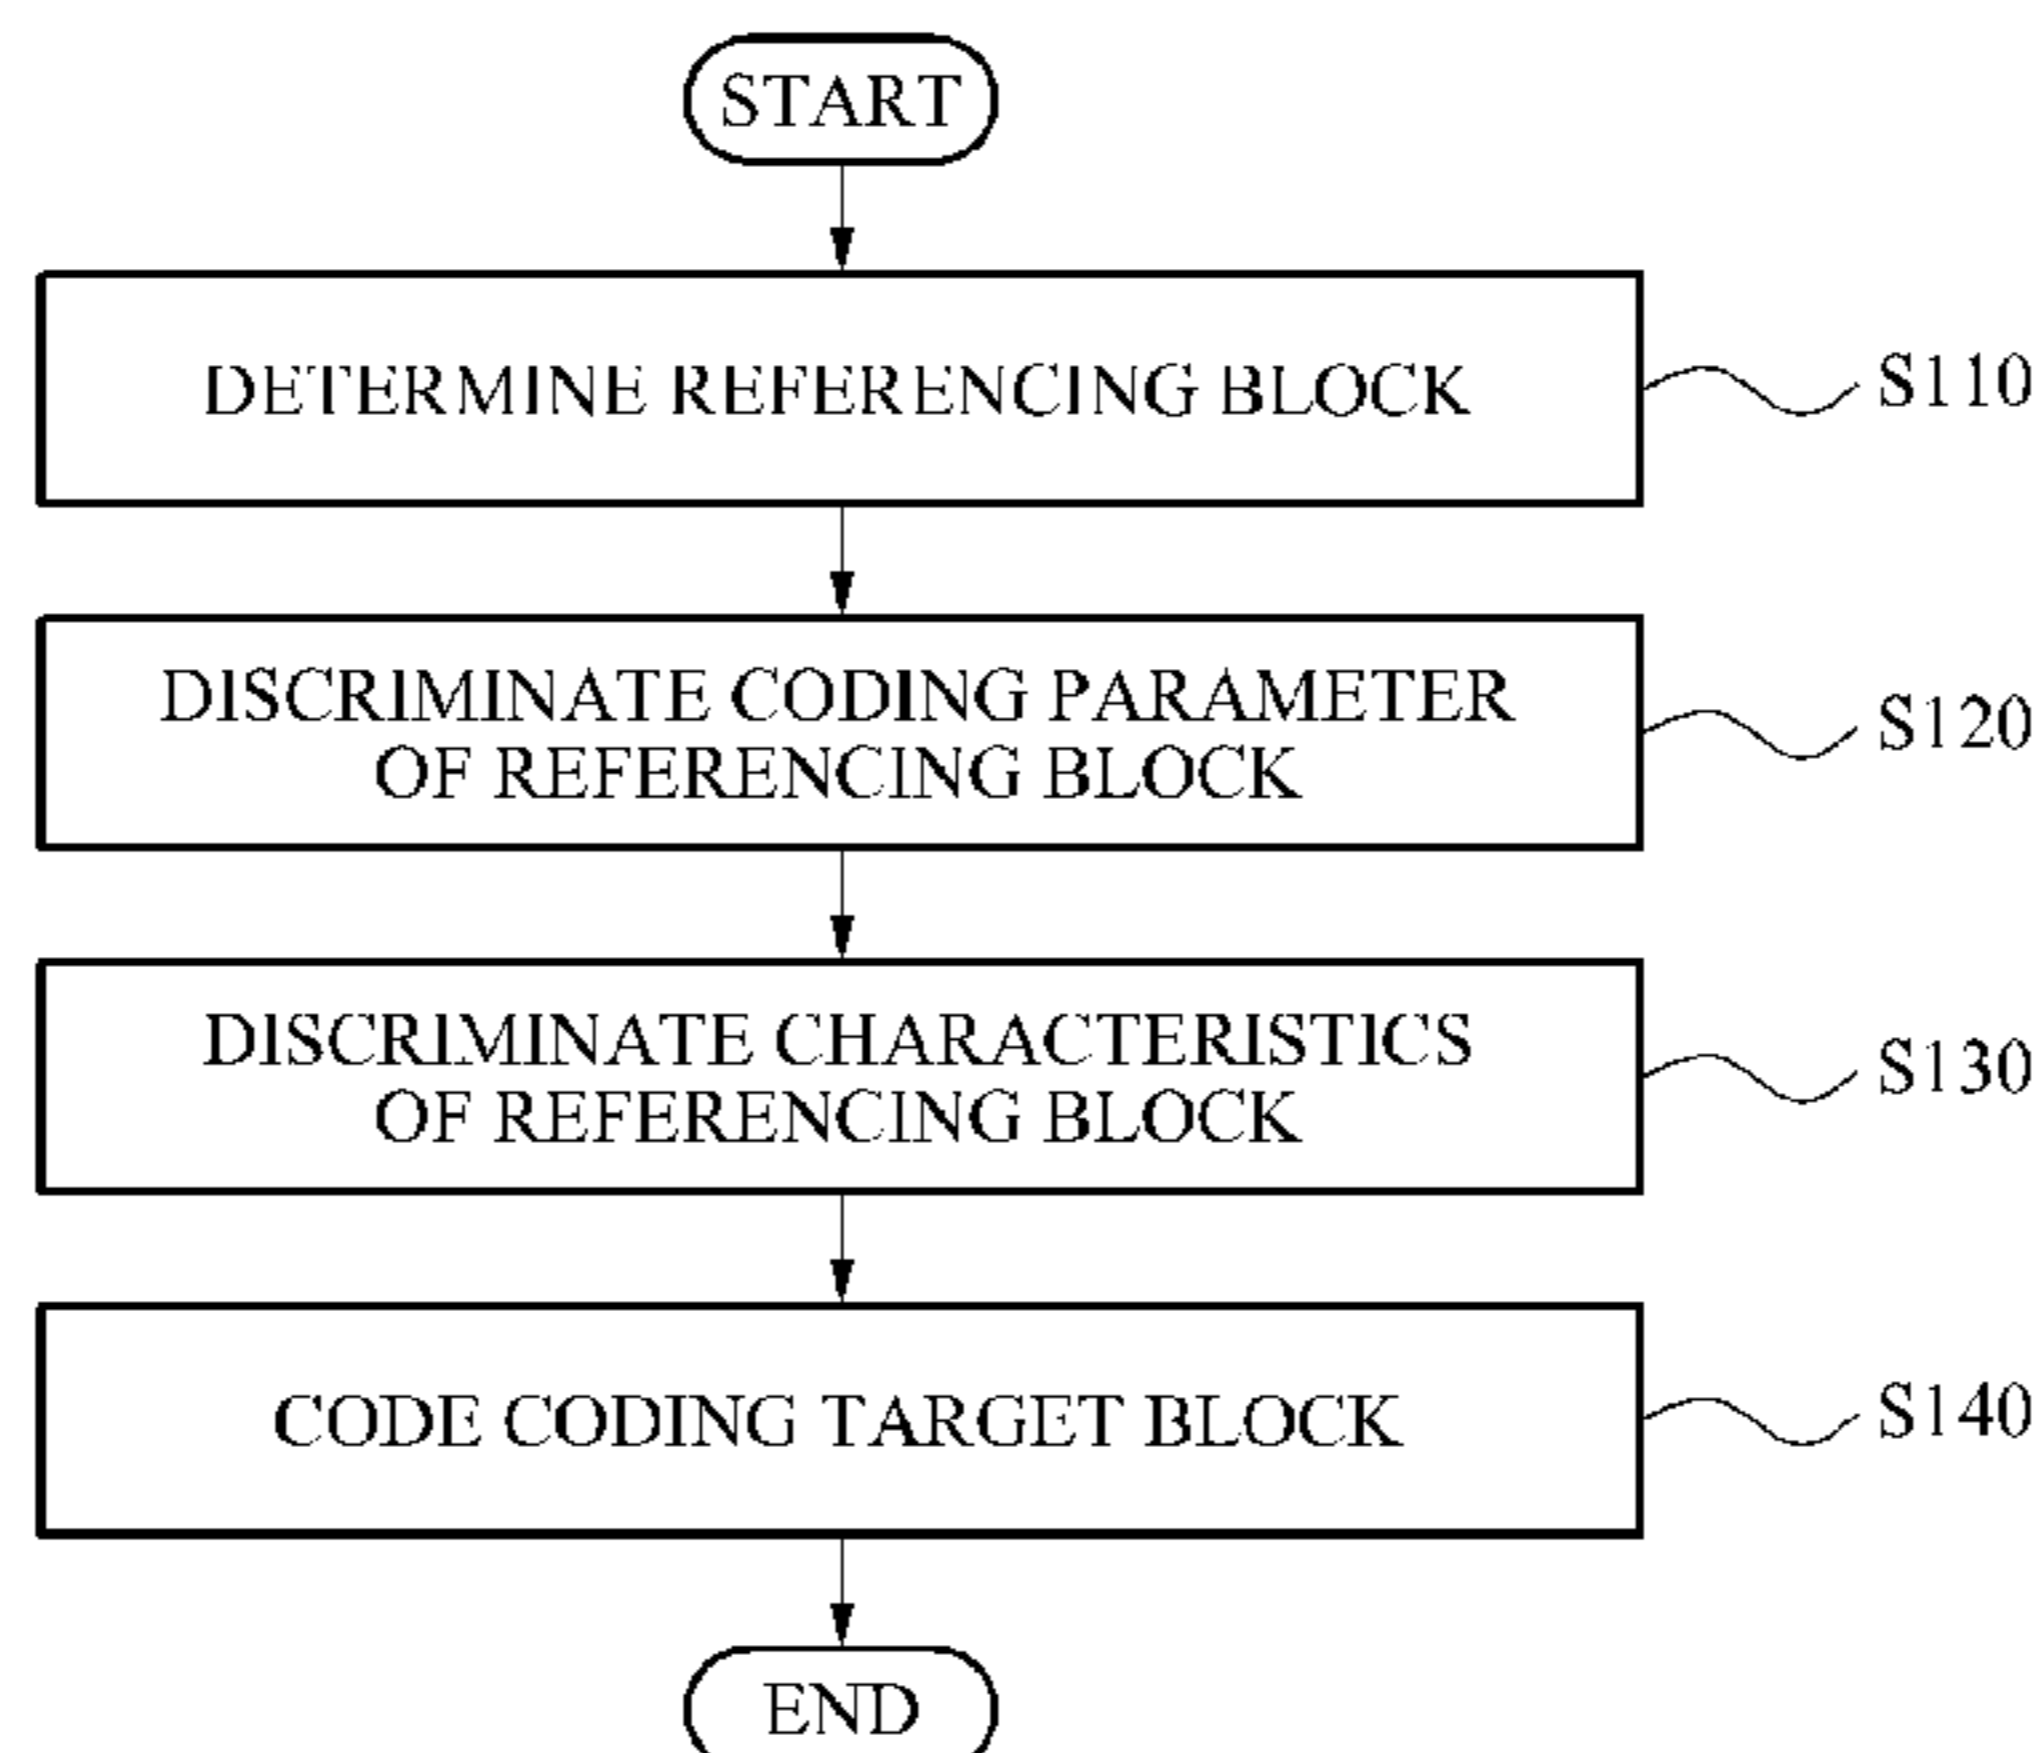 START
DETERMINE REFERENCING BLOCK
S110
DISCRIMINATE CODING PARAMETER
OF REFERENCING BLOCK
S120
DISCRIMINATE CHARACTERISTICS
OF REFERENCING BLOCK
S130
CODE CODING TARGET BLOCK
S140
END